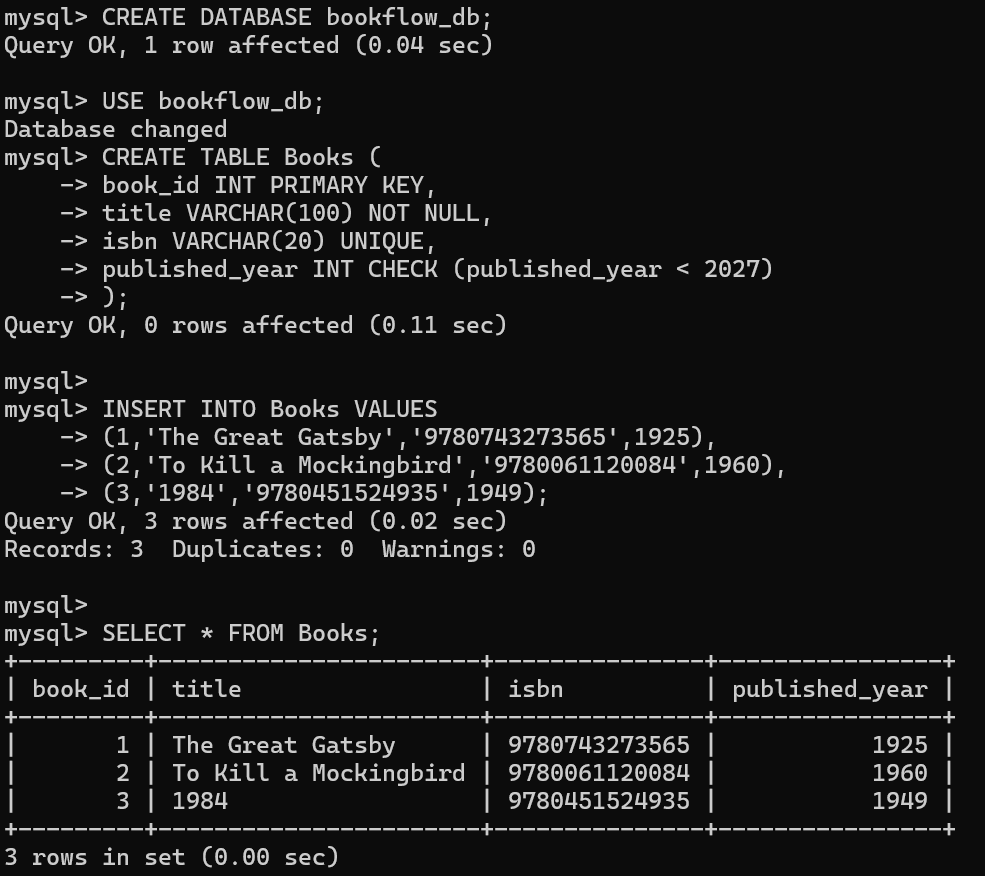 mysql> CREATE DATABASE bookflow_db;
Query OK, 1 row affected (0.04 sec)

mysql> USE bookflow_db;
Database changed
mysql> CREATE TABLE Books (
    -> book_id INT PRIMARY KEY,
    -> title VARCHAR(100) NOT NULL,
    -> isbn VARCHAR(20) UNIQUE,
    -> published_year INT CHECK (published_year < 2027)
    -> );
Query OK, 0 rows affected (0.11 sec)

mysql>
mysql> INSERT INTO Books VALUES
    -> (1,'The Great Gatsby','9780743273565',1925),
    -> (2,'To Kill a Mockingbird','9780061120084',1960),
    -> (3,'1984','9780451524935',1949);
Query OK, 3 rows affected (0.02 sec)
Records: 3  Duplicates: 0  Warnings: 0

mysql>
mysql> SELECT * FROM Books;
+---------+-----------------------+---------------+----------------+
| book_id | title                 | isbn          | published_year |
+---------+-----------------------+---------------+----------------+
|       1 | The Great Gatsby      | 9780743273565 |           1925 |
|       2 | To Kill a Mockingbird | 9780061120084 |           1960 |
|       3 | 1984                  | 9780451524935 |           1949 |
+---------+-----------------------+---------------+----------------+
3 rows in set (0.00 sec)